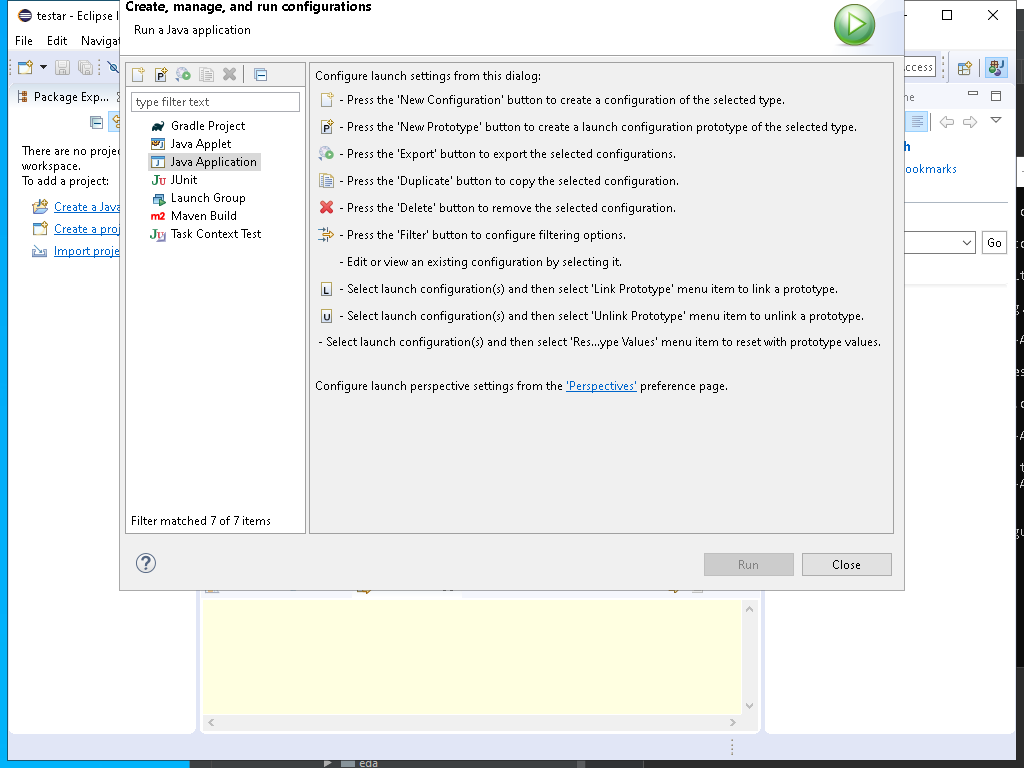 Create, manage, and run configurations
testar - Eclipse I
Run a Java application
File Edit Navigat
type filter text
Configure launch settings from this dialog:
Package Exp...
- Press the 'New Configuration' button to create a configuration of the selected type.
Gradle Project
- Press the 'New Prototype' button to create a launch configuration prototype of the selected type.
Java Applet
There are no projec
workspace.
To add a project:
- Press the 'Export' button to export the selected configurations.
Java Application
ookmarks
JUnit
- Press the 'Duplicate' button to copy the selected configuration.
Launch Group
Create a Java
- Press the 'Delete' button to remove the selected configuration.
Maven Build
Create a proj
Task Context Test
- Press the 'Filter' button to configure filtering options.
Go
Import proje
- Edit or view an existing configuration by selecting it.
L - Select launch configuration(s) and then select 'Link Prototype' menu item to link a prototype.
U - Select launch configuration(s) and then select 'Unlink Prototype' menu item to unlink a prototype.
- Select launch configuration(s) and then select 'Res...ype Values' menu item to reset with prototype values.
Configure launch perspective settings from the 'Perspectives' preference page.
Filter matched 7 of 7 items
Run
Close
eda